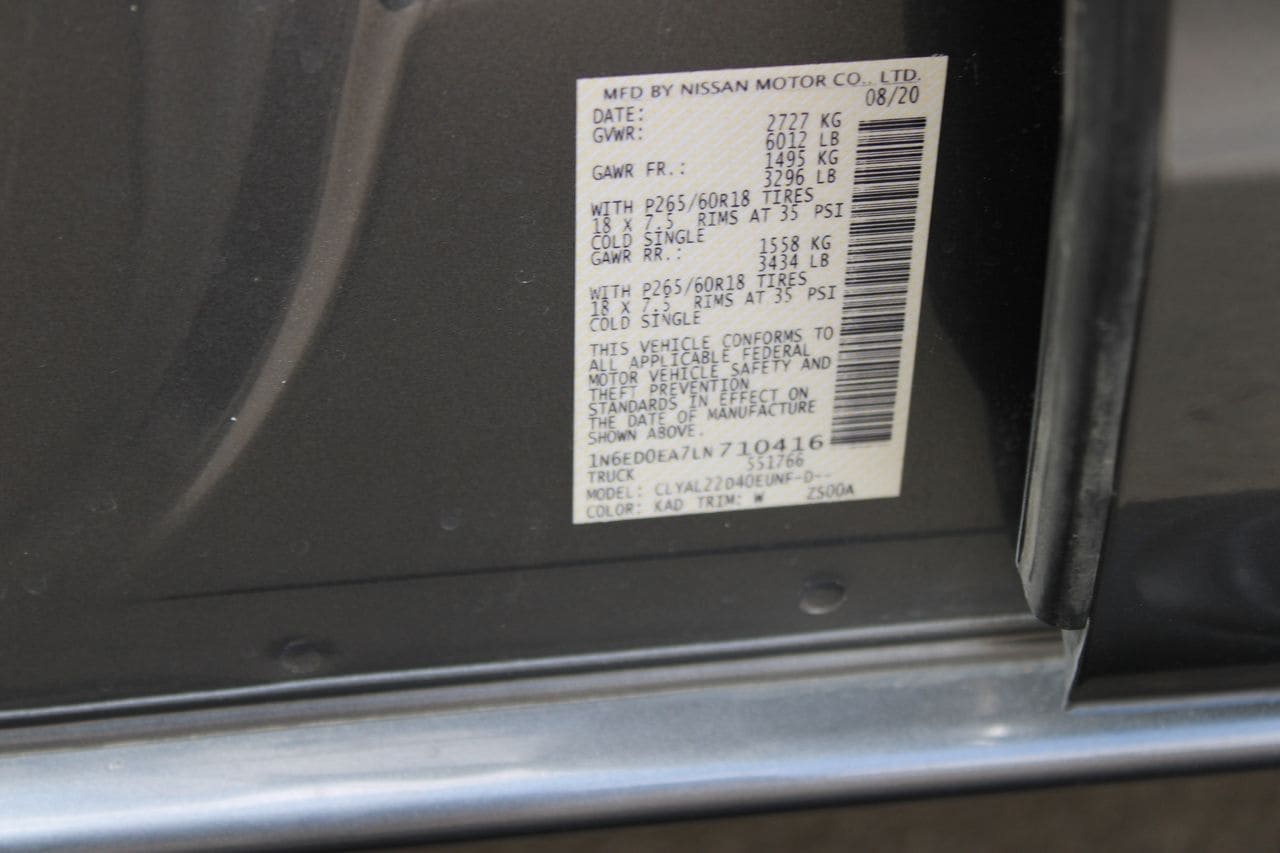 MFD BY NISSAN MOTOR CO., LTD.
DATE: 08/20
GVWR: 2727 KG
6012 LB
GAWR FR.: 1495 KG
3296 LB
WITH P265/60R18 TIRES
18 X 7.5 RIMS AT 35 PSI
COLD SINGLE
GAWR RR.: 1558 KG
3434 LB
WITH P265/60R18 TIRES
18 X 7.5 RIMS AT 35 PSI
COLD SINGLE
THIS VEHICLE CONFORMS TO
ALL APPLICABLE FEDERAL
MOTOR VEHICLE SAFETY AND
THEFT PREVENTION
STANDARDS IN EFFECT ON
THE DATE OF MANUFACTURE
SHOWN ABOVE.
1N6ED0EA7LN 710416
TRUCK 551766
MODEL: CLYAL22D40EUNF-D--
COLOR: KAD TRIM: W ZS00A